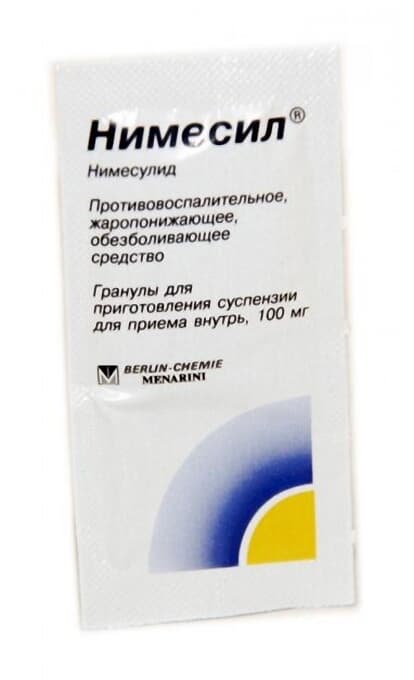 Нимесил®
Нимесулид
Противовоспалительное,
жаропонижающее,
обезболивающее
средство
Гранулы для
приготовления суспензии
для приема внутрь, 100 мг
BERLIN-CHEMIE
MENARINI